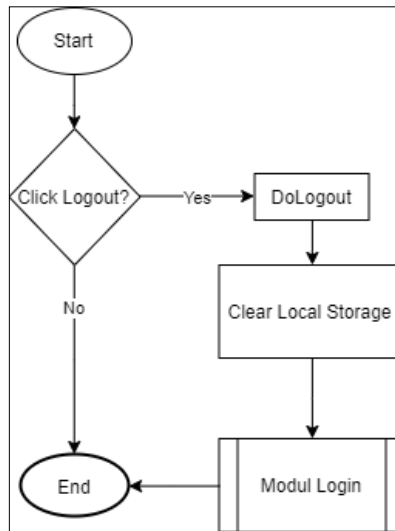 Start
Click Logout?
Yes
DoLogout
No
Clear Local Storage
End
Modul Login